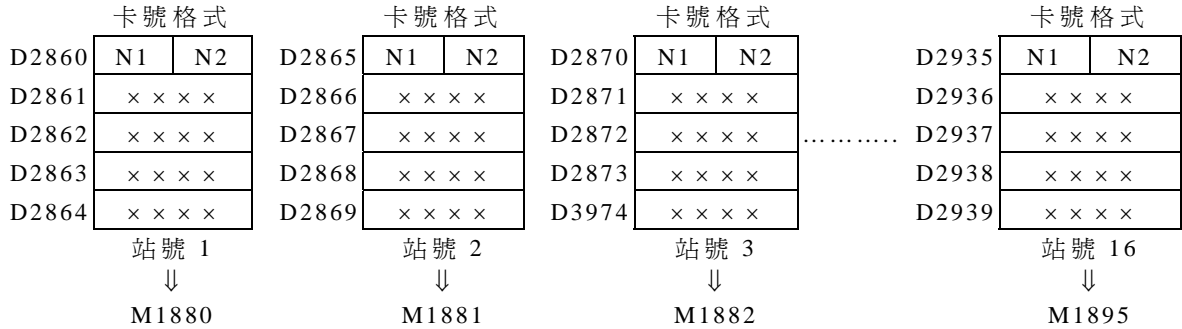 卡號格式 卡號格式 卡號格式 卡號格式
D2860 N1 N2 D2865 N1 N2 D2870 N1 N2 D2935 N1 N2
D2861 × × × × D2866 × × × × D2871 × × × × D2936 × × × ×
D2862 × × × × D2867 × × × × D2872 × × × × ……….. D2937 × × × ×
D2863 × × × × D2868 × × × × D2873 × × × × D2938 × × × ×
D2864 × × × × D2869 × × × × D3974 × × × × D2939 × × × ×
站號 1 站號 2 站號 3 站號 16
⇓ ⇓ ⇓ ⇓
M1880 M1881 M1882 M1895